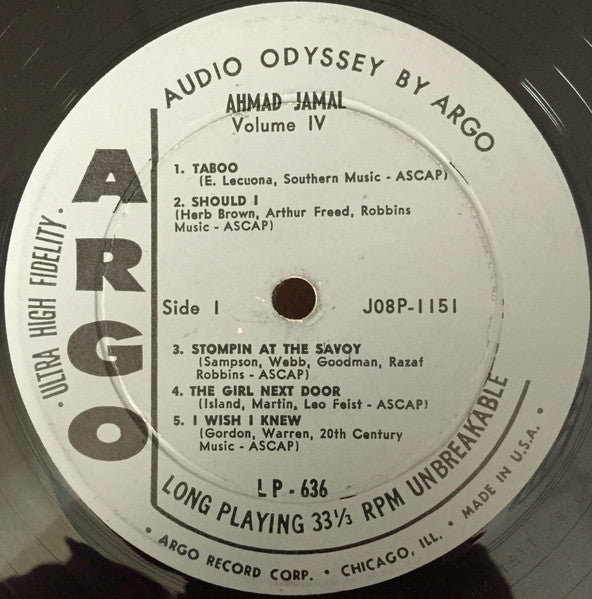 AUDIO ODYSSEY BY ARGO
AHMAD JAMAL
Volume IV
ARGO
· ULTRA HIGH FIDELITY ·
1. TABOO
(E. Lecuona, Southern Music - ASCAP)
2. SHOULD I
(Herb Brown, Arthur Freed, Robbins
Music - ASCAP)
Side 1
J08P-1151
3. STOMPIN AT THE SAVOY
(Sampson, Webb, Goodman, Razaf
Robbins - ASCAP)
4. THE GIRL NEXT DOOR
(Island, Martin, Leo Feist - ASCAP)
5. I WISH I KNEW
(Gordon, Warren, 20th Century
Music - ASCAP)
LP - 636
LONG PLAYING 33⅓ RPM UNBREAKABLE
· ARGO RECORD CORP. · CHICAGO, ILL. · MADE IN U.S.A. ·